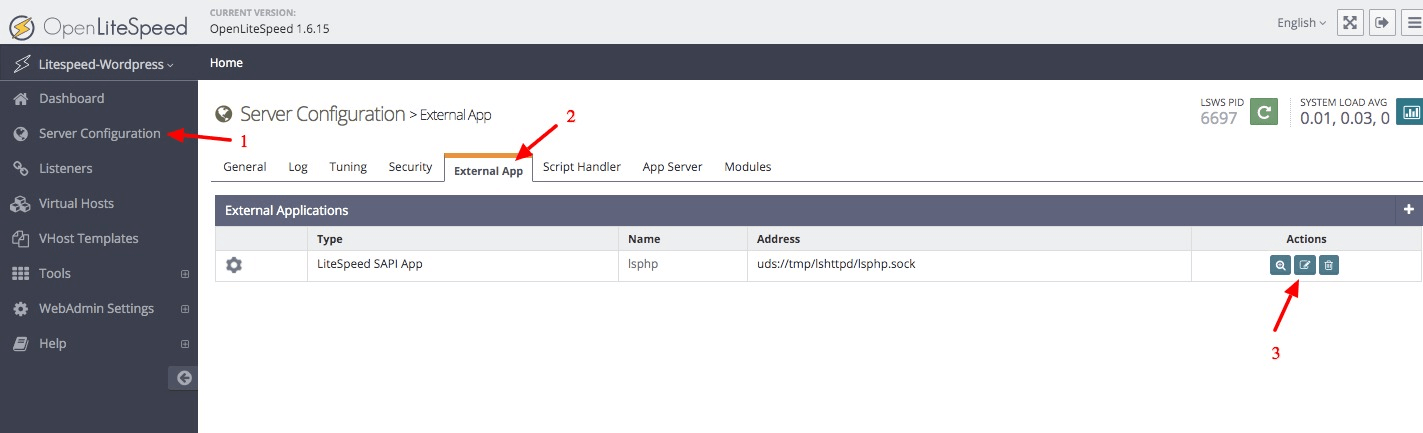 OpenLiteSpeed
CURRENT VERSION:
OpenLiteSpeed 1.6.15
English
Litespeed-Wordpress
Home
Dashboard
Server Configuration
Listeners
Virtual Hosts
VHost Templates
Tools
WebAdmin Settings
Help
1
Server Configuration > External App
2
LSWS PID
6697
SYSTEM LOAD AVG
0.01, 0.03, 0
General Log Tuning Security External App Script Handler App Server Modules
External Applications
Type Name Address Actions
LiteSpeed SAPI App lsphp uds://tmp/lshttpd/lsphp.sock
3